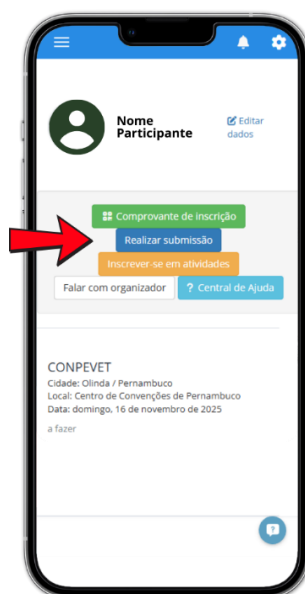 Nome
Participante
Editar
dados
Comprovante de inscrição
Realizar submissão
Inscrever-se em atividades
Falar com organizador
? Central de Ajuda
CONPEVET
Cidade: Olinda / Pernambuco
Local: Centro de Convenções de Pernambuco
Data: domingo, 16 de novembro de 2025
a fazer